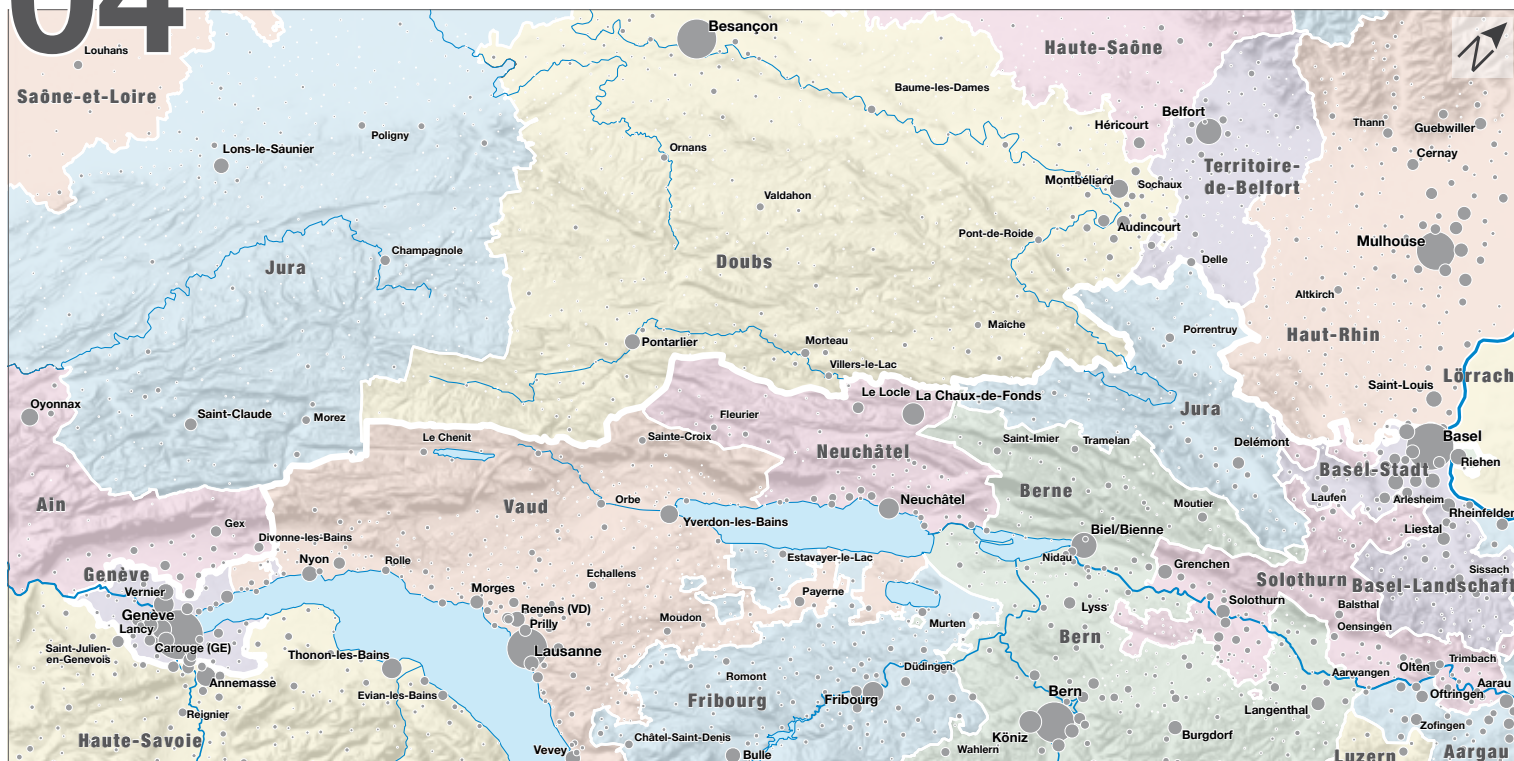 04
Besançon
Louhans
Haute-Saône
Saône-et-Loire
Baume-les-Dames
Belfort
Héricourt
Thann
Guebwiller
Poligny
Lons-le-Saunier
Ornans
Cernay
Territoire-
de-Belfort
Montbéliard
Sochaux
Valdahon
Audincourt
Pont-de-Roide
Mulhouse
Champagnole
Jura
Doubs
Delle
Altkirch
Maîche
Porrentruy
Haut-Rhin
Pontarlier
Morteau
Villers-le-Lac
Lörrach
Saint-Louis
Oyonnax
Le Locle
La Chaux-de-Fonds
Jura
Saint-Claude
Morez
Fleurier
Le Chenit
Sainte-Croix
Saint-Imier
Tramelan
Delémont
Basel
Neuchâtel
Riehen
Basel-Stadt
Berne
Laufen
Arlesheim
Orbe
Neuchâtel
Moutier
Ain
Vaud
Rheinfelden
Gex
Yverdon-les-Bains
Biel/Bienne
Liestal
Divonne-les-Bains
Estavayer-le-Lac
Nidau
Nyon
Rolle
Grenchen
Genève
Echallens
Sissach
Solothurn
Basel-Landschaft
Vernier
Morges
Payerne
Solothurn
Balsthal
Genève
Renens (VD)
Lyss
Lancy
Prilly
Moudon
Murten
Oensingen
Carouge (GE)
Bern
Saint-Julien-
en-Genevois
Lausanne
Thonon-les-Bains
Düdingen
Olten
Trimbach
Annemasse
Romont
Aarwangen
Aarau
Evian-les-Bains
Fribourg
Fribourg
Bern
Oftringen
Reignier
Langenthal
Haute-Savoie
Châtel-Saint-Denis
Köniz
Burgdorf
Zofingen
Vevey
Bulle
Wahlern
Luzern
Aargau